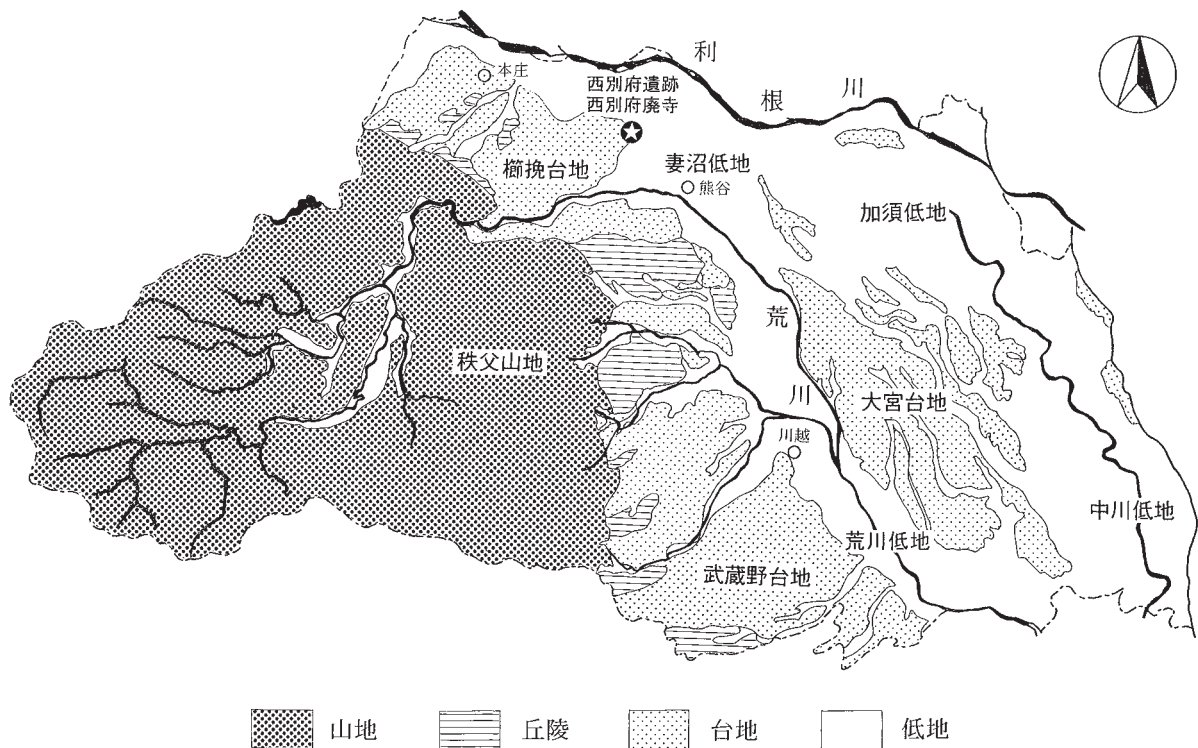 利根川
本庄
西別府遺跡
西別府廃寺
櫛挽台地
妻沼低地
熊谷
加須低地
荒川
秩父山地
大宮台地
川越
中川低地
荒川低地
武蔵野台地
山地
丘陵
台地
低地